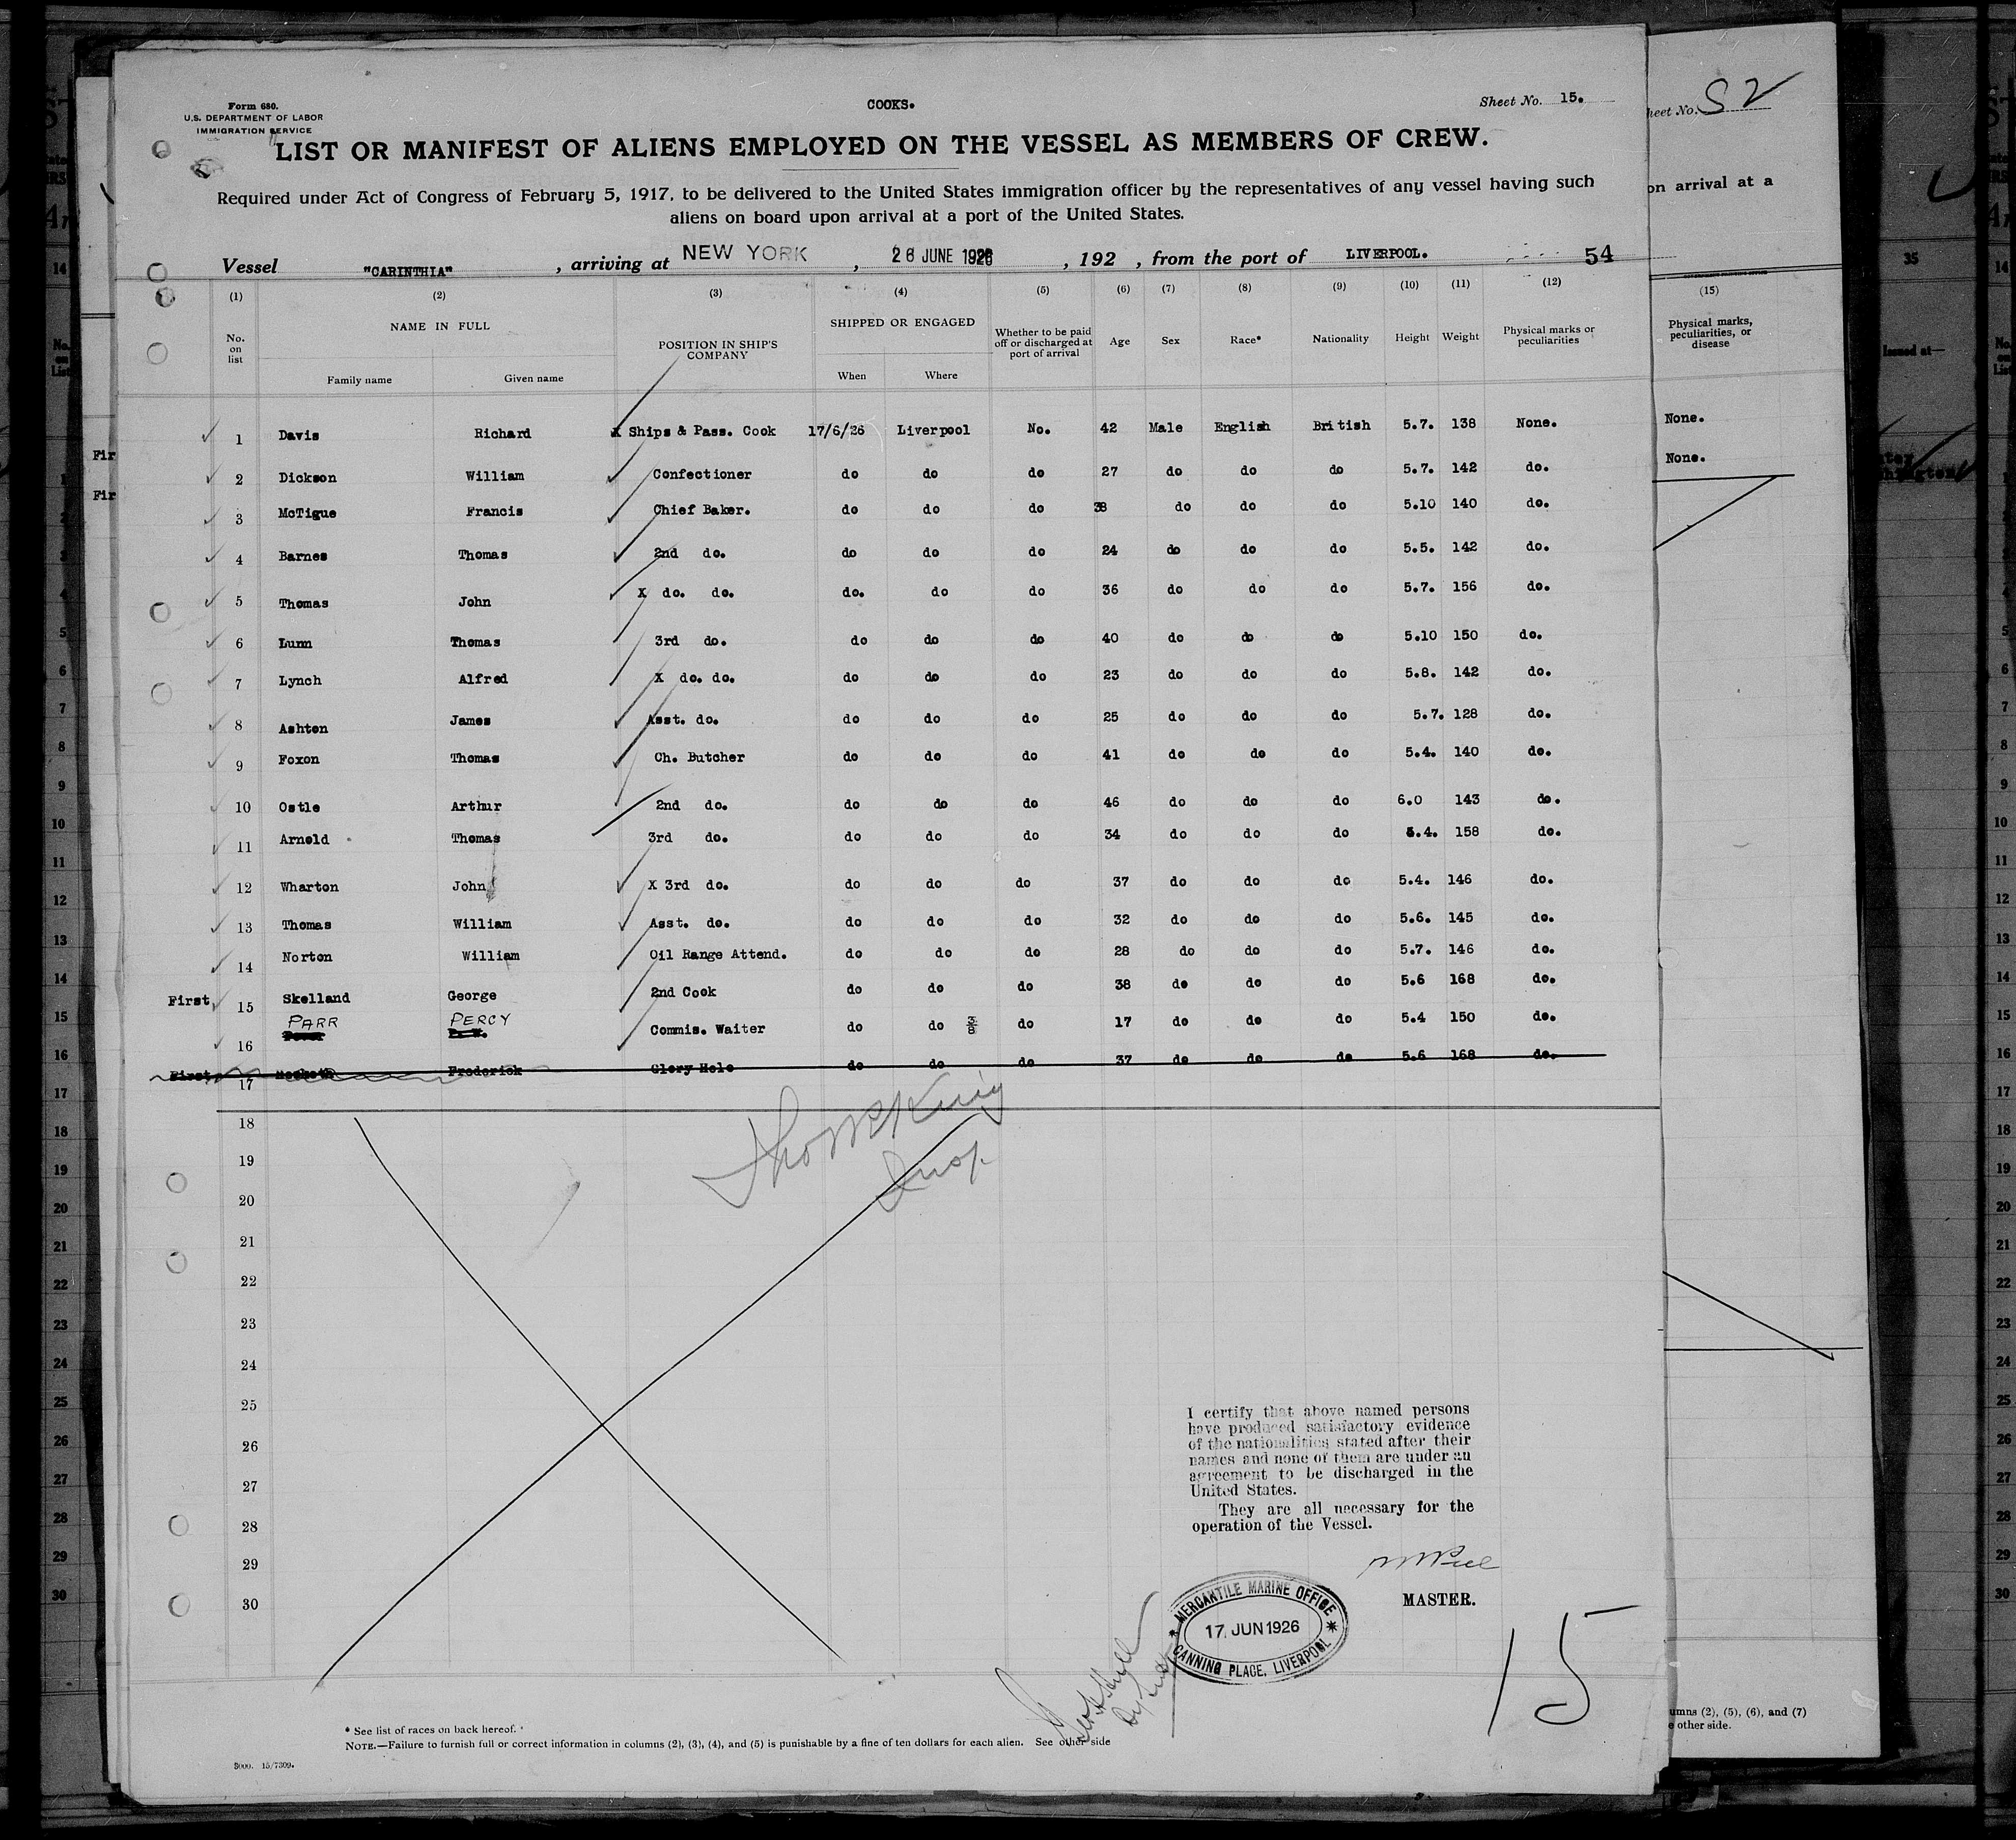 Form 680.
U.S. DEPARTMENT OF LABOR
IMMIGRATION SERVICE
COOKS.
Sheet No. 15.
LIST OR MANIFEST OF ALIENS EMPLOYED ON THE VESSEL AS MEMBERS OF CREW.
Required under Act of Congress of February 5, 1917, to be delivered to the United States immigration officer by the representatives of any vessel having such
aliens on board upon arrival at a port of the United States.
Vessel "CARINTHIA", arriving at NEW YORK, 26 JUNE 1926, 192 , from the port of LIVERPOOL. 54
(1) (2) (3) (4) (5) (6) (7) (8) (9) (10) (11) (12)
No. on list NAME IN FULL Family name Given name POSITION IN SHIP'S COMPANY SHIPPED OR ENGAGED When Where Whether to be paid off or discharged at port of arrival Age Sex Race* Nationality Height Weight Physical marks or peculiarities
1 Davis Richard X Ships & Pass. Cook 17/6/26 Liverpool No. 42 Male English British 5.7. 138 None.
2 Dickson William Confectioner do do do 27 do do do 5.7. 142 do.
3 McTigue Francis Chief Baker. do do do 38 do do do 5.10 140 do.
4 Barnes Thomas 2nd do. do do do 24 do do do 5.5. 142 do.
5 Thomas John X do. do. do. do do 36 do do do 5.7. 156 do.
6 Lunn Thomas 3rd do. do do do 40 do do do 5.10 150 do.
7 Lynch Alfred X do. do. do do do 23 do do do 5.8. 142 do.
8 Ashton James Asst. do. do do do 25 do do do 5.7. 128 do.
9 Foxon Thomas Ch. Butcher do do do 41 do do do 5.4. 140 do.
10 Ostle Arthur 2nd do. do do do 46 do do do 6.0 143 do.
11 Arnold Thomas 3rd do. do do do 34 do do do 5.4. 158 do.
12 Wharton John X 3rd do. do do do 37 do do do 5.4. 146 do.
13 Thomas William Asst. do. do do do 32 do do do 5.6. 145 do.
14 Norton William Oil Range Attend. do do do 28 do do do 5.7. 146 do.
First 15 Skelland George 2nd Cook do do do 38 do do do 5.6 168 do.
16 PARR PERCY Commis. Waiter do do 3/8 do 17 do do do 5.4 150 do.
First 17 Frederick Glory Hole do do do 37 do do do 5.6 168 do.
18
19
20
21
22
23
24
25
26
27
28
29
30
I certify that above named persons
have produced satisfactory evidence
of the nationalities stated after their
names and none of them are under an
agreement to be discharged in the
United States.
They are all necessary for the
operation of the Vessel.
MASTER.
MERCANTILE MARINE OFFICE
17 JUN 1926
CANNING PLACE, LIVERPOOL
15
* See list of races on back hereof.
NOTE.—Failure to furnish full or correct information in columns (2), (3), (4), and (5) is punishable by a fine of ten dollars for each alien. See other side
heet No. 52
on arrival at a
(15)
Physical marks,
peculiarities, or
disease
None.
None.
umns (2), (5), (6), and (7)
e other side.
35
Issued at—